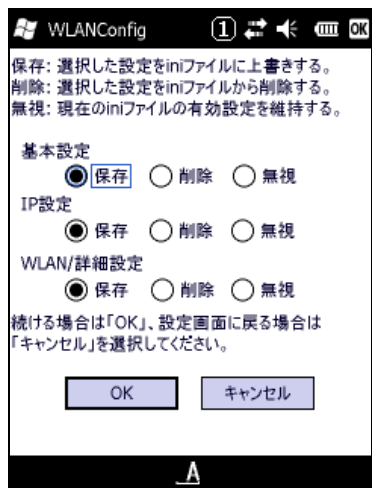 WLANConfig 1 OK
保存: 選択した設定をiniファイルに上書きする。
削除: 選択した設定をiniファイルから削除する。
無視: 現在のiniファイルの有効設定を維持する。
基本設定
保存 削除 無視
IP設定
保存 削除 無視
WLAN/詳細設定
保存 削除 無視
続ける場合は「OK」、設定画面に戻る場合は
「キャンセル」を選択してください。
OK キャンセル
A